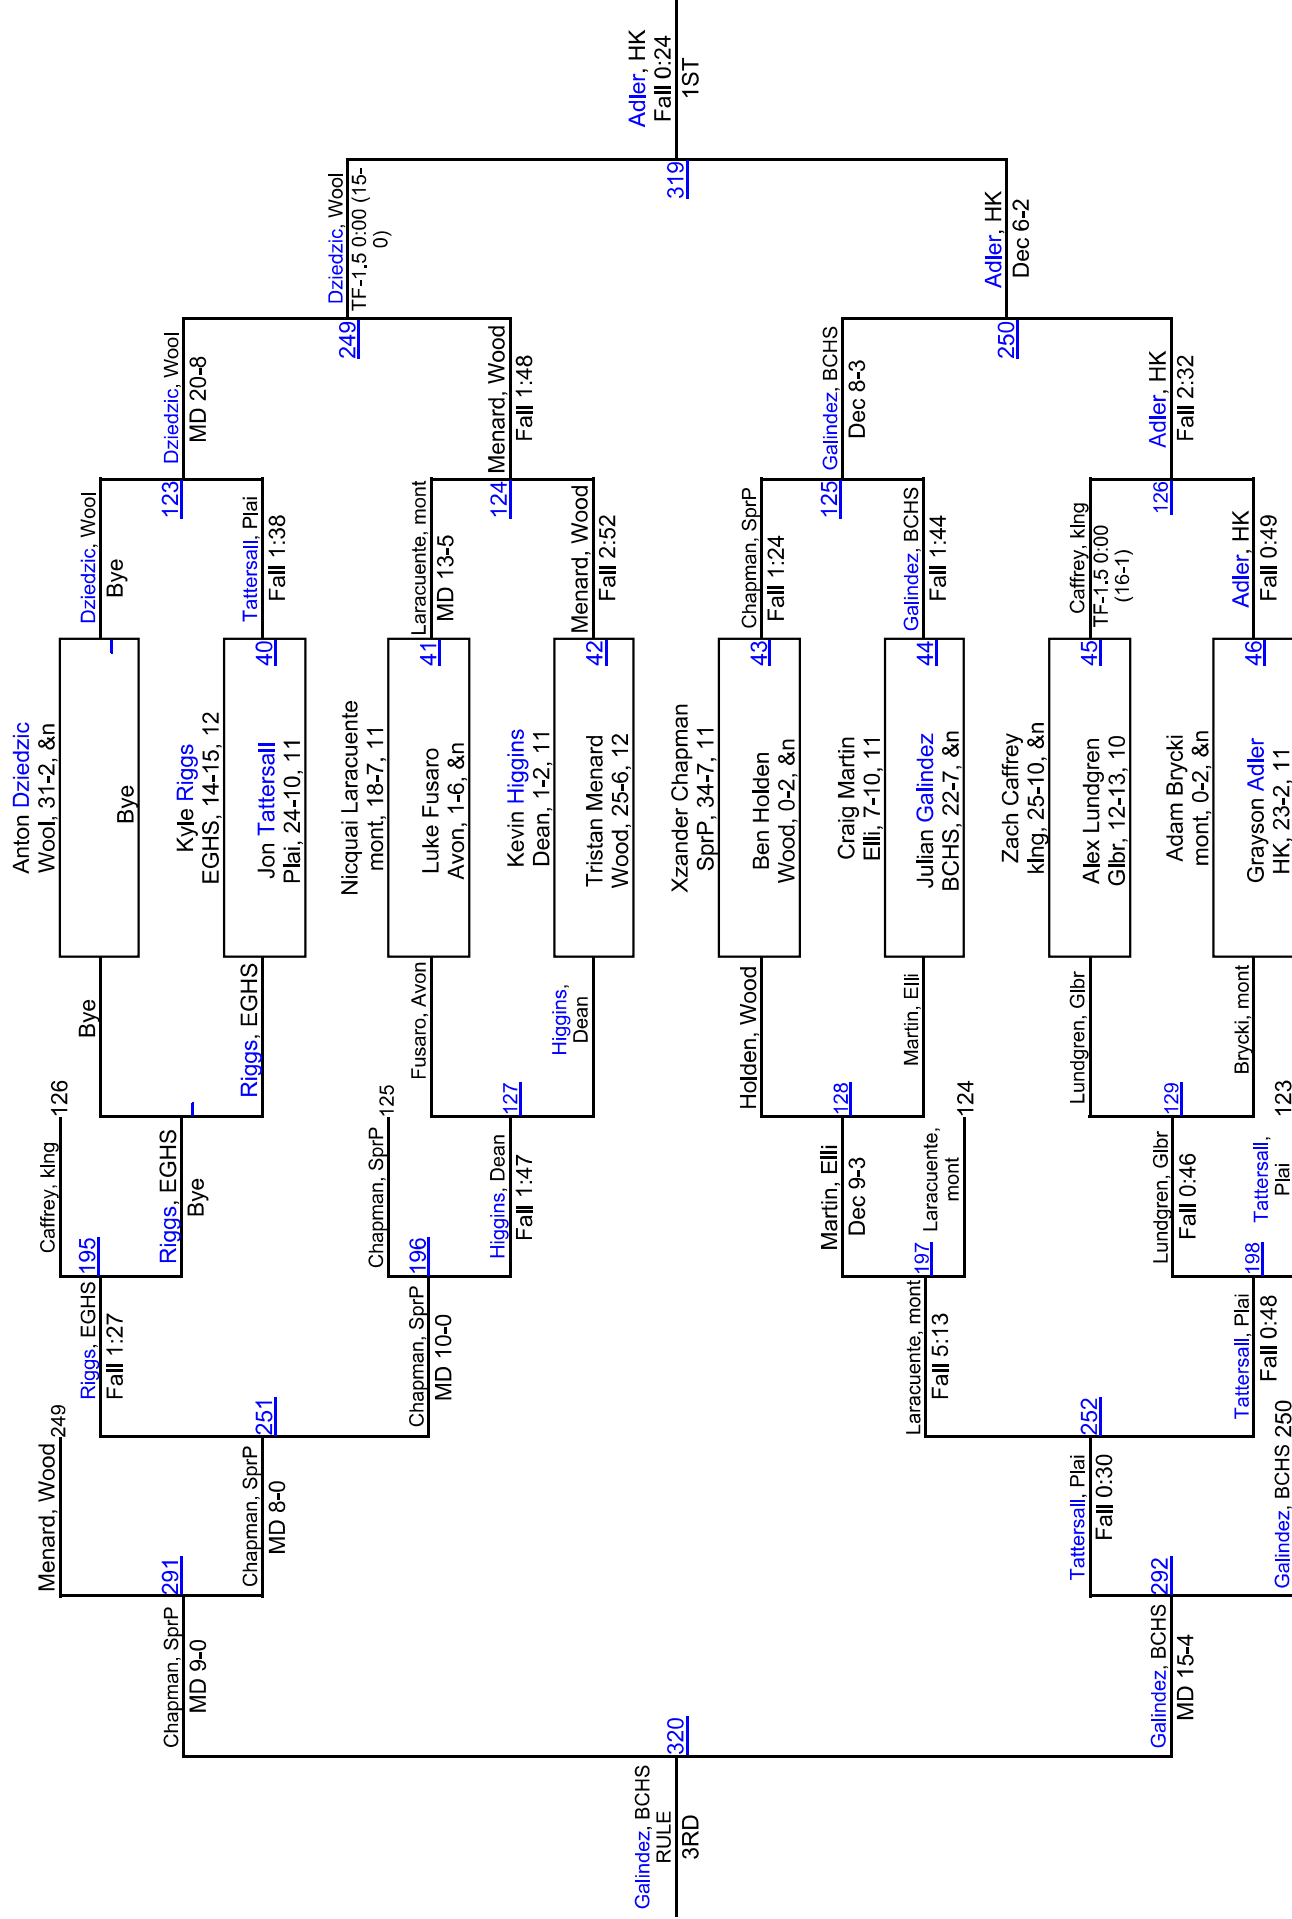 Adler, HK
Fall 0:24
1ST
319
Dziedzic, Wool
TF-1.5 0:00 (15-
0)
Adler, HK
Dec 6-2
249
250
Dziedzic, Wool
MD 20-8
Menard, Wood
Fall 1:48
Galindez, BCHS
Dec 8-3
Adler, HK
Fall 2:32
123
124
125
126
Dziedzic, Wool
Bye
Tattersall, Plai
Fall 1:38
Laracuente, mont
MD 13-5
Menard, Wood
Fall 2:52
Chapman, SprP
Fall 1:24
Galindez, BCHS
Fall 1:44
Caffrey, kIng
TF-1.5 0:00
(16-1)
Adler, HK
Fall 0:49
Anton Dziedzic
Wool, 31-2, &n
Bye
Kyle Riggs
EGHS, 14-15, 12
Jon Tattersall
Plai, 24-10, 11
40
Nicquai Laracuente
mont, 18-7, 11
Luke Fusaro
Avon, 1-6, &n
41
Kevin Higgins
Dean, 1-2, 11
Tristan Menard
Wood, 25-6, 12
42
Xzander Chapman
SprP, 34-7, 11
Ben Holden
Wood, 0-2, &n
43
Craig Martin
Elli, 7-10, 11
Julian Galindez
BCHS, 22-7, &n
44
Zach Caffrey
kIng, 25-10, &n
Alex Lundgren
Glbr, 12-13, 10
45
Adam Brycki
mont, 0-2, &n
Grayson Adler
HK, 23-2, 11
46
Bye
Riggs, EGHS
Fusaro, Avon
Higgins,
Dean
Holden, Wood
Martin, Elli
Lundgren, Glbr
Brycki, mont
Caffrey, kIng
126
Riggs, EGHS
Bye
Chapman, SprP
125
127
Higgins, Dean
Fall 1:47
128
Martin, Elli
Dec 9-3
Laracuente,
mont
124
129
Lundgren, Glbr
Fall 0:46
Tattersall,
Plai
123
195
Riggs, EGHS
Fall 1:27
196
Chapman, SprP
MD 10-0
197
Laracuente, mont
Fall 5:13
198
Tattersall, Plai
Fall 0:48
Menard, Wood
249
251
Chapman, SprP
MD 8-0
252
Tattersall, Plai
Fall 0:30
Galindez, BCHS
250
291
Chapman, SprP
MD 9-0
292
Galindez, BCHS
MD 15-4
320
Galindez, BCHS
RULE
3RD